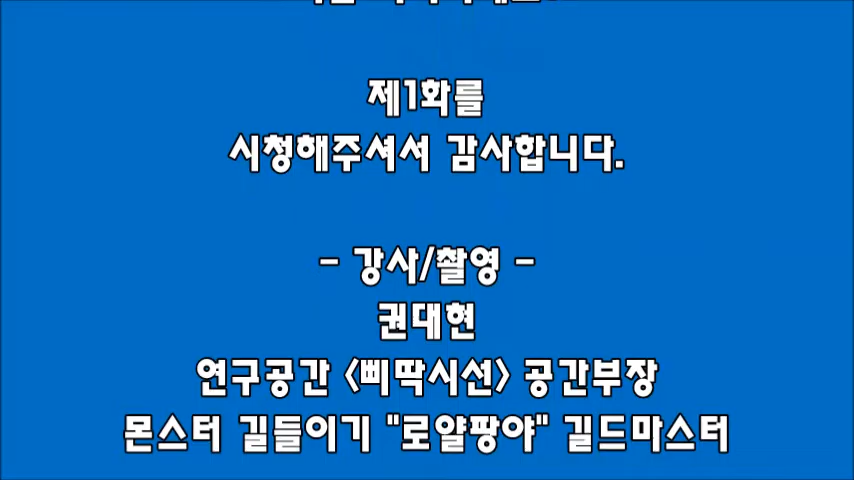 제1화를
시청해주셔서 감사합니다.
- 강사/촬영 -
권대현
연구공간 <삐딱시선> 공간부장
몬스터 길들이기 "로얄팡야" 길드마스터